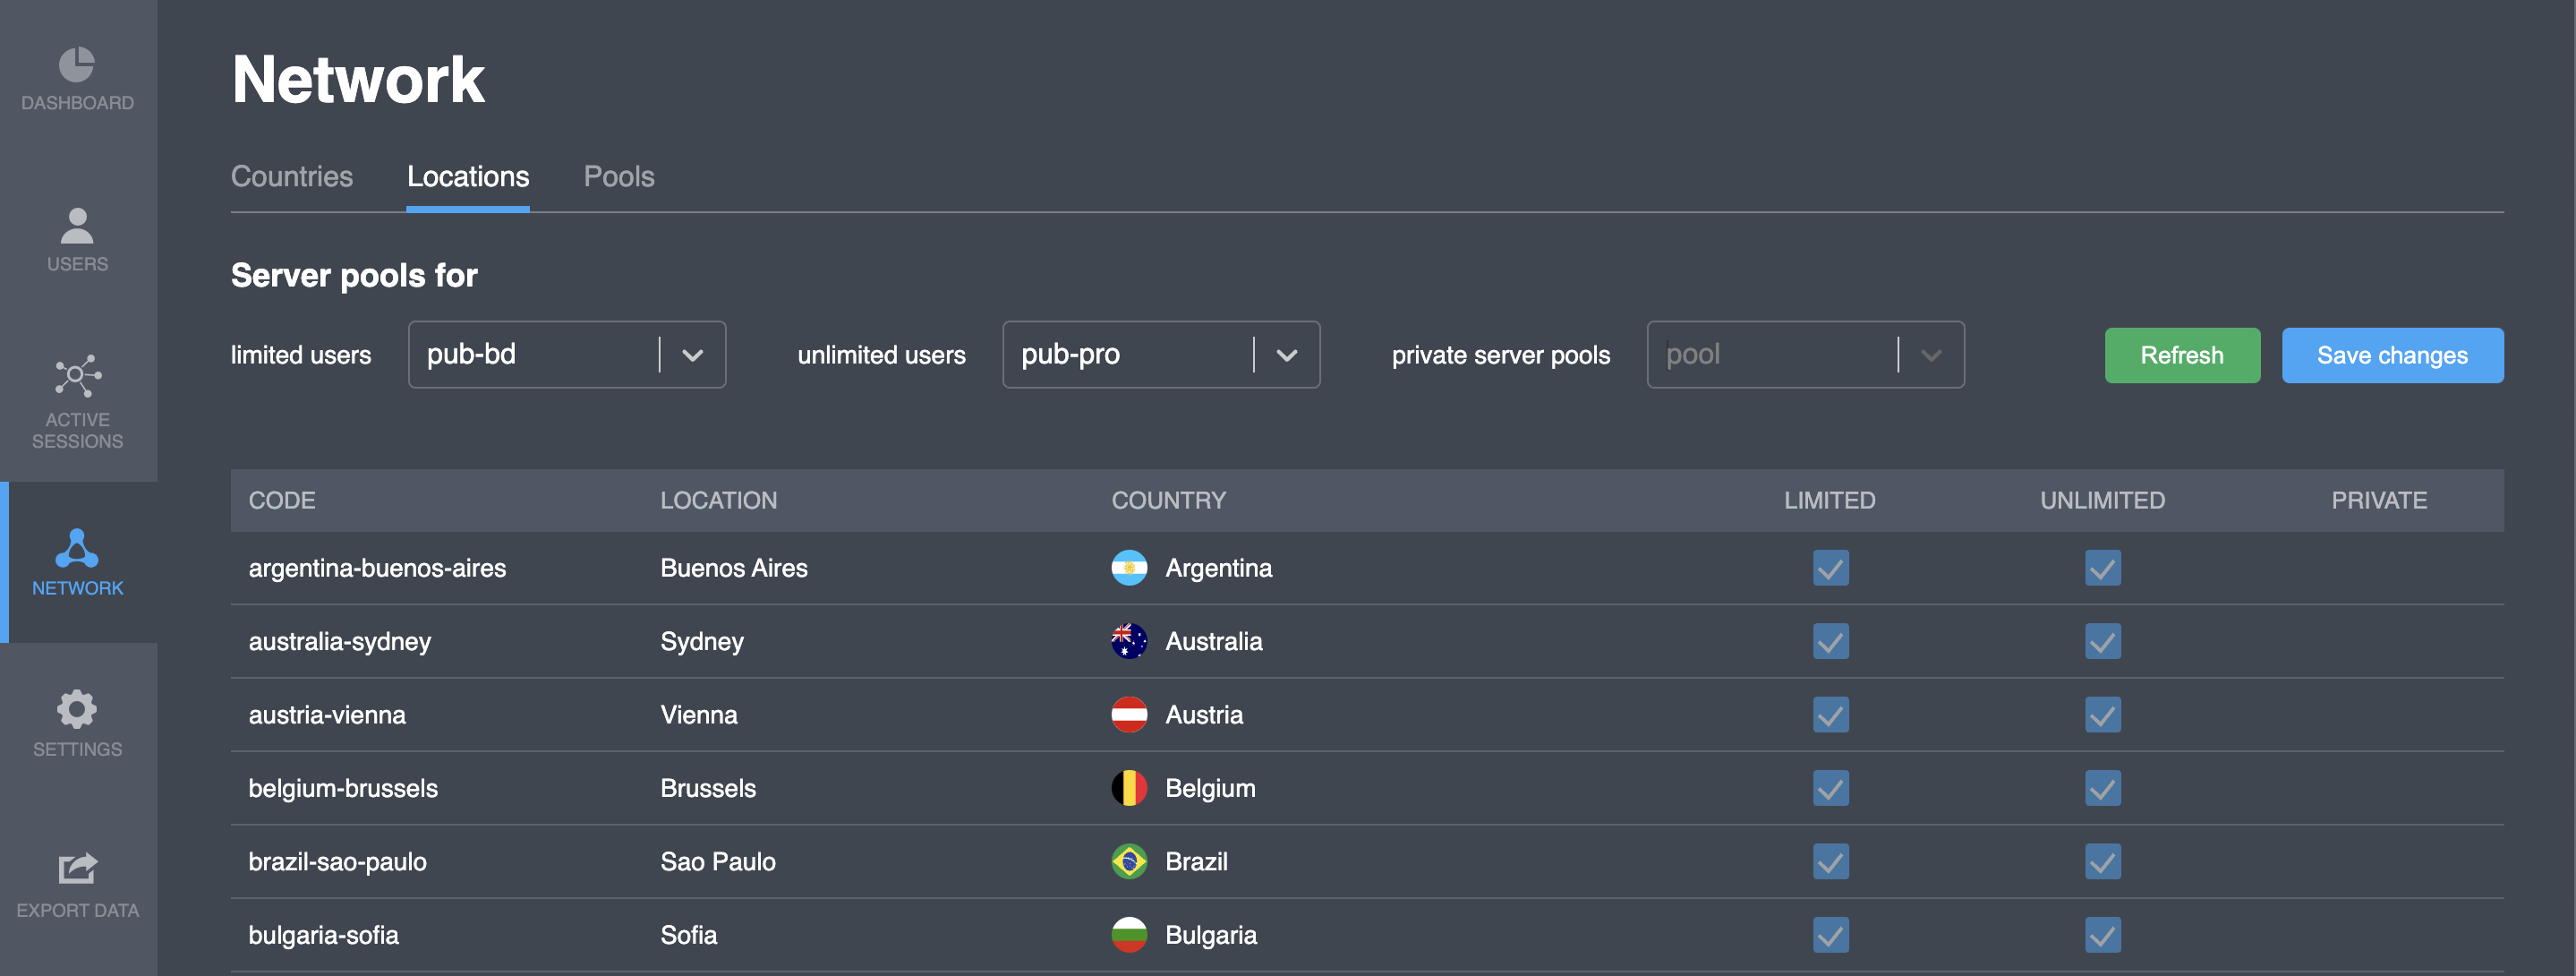 DASHBOARD
USERS
ACTIVE
SESSIONS
NETWORK
SETTINGS
EXPORT DATA
Network
Countries Locations Pools
Server pools for
limited users pub-bd unlimited users pub-pro private server pools pool Refresh Save changes
CODE LOCATION COUNTRY LIMITED UNLIMITED PRIVATE
argentina-buenos-aires Buenos Aires Argentina
australia-sydney Sydney Australia
austria-vienna Vienna Austria
belgium-brussels Brussels Belgium
brazil-sao-paulo Sao Paulo Brazil
bulgaria-sofia Sofia Bulgaria